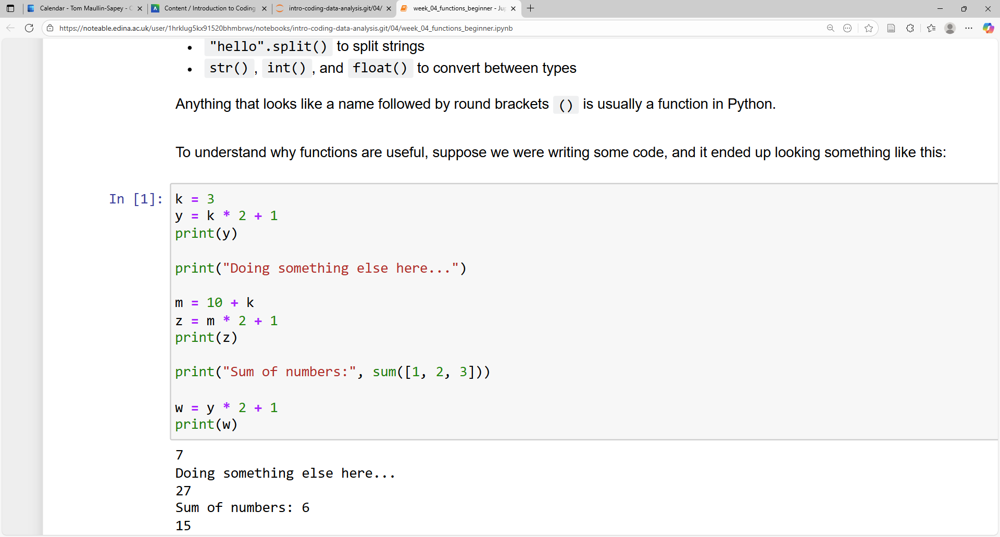 Calendar - Tom Maullin-Sapey -
Content / Introduction to Coding
intro-coding-data-analysis.git/04/
week_04_functions_beginner - Jup
https://noteable.edina.ac.uk/user/1hrklug5kx91520bhmbrws/notebooks/intro-coding-data-analysis.git/04/week_04_functions_beginner.ipynb
• "hello".split() to split strings
• str(), int(), and float() to convert between types
Anything that looks like a name followed by round brackets () is usually a function in Python.
To understand why functions are useful, suppose we were writing some code, and it ended up looking something like this:
In [1]:
k = 3
y = k * 2 + 1
print(y)
print("Doing something else here...")
m = 10 + k
z = m * 2 + 1
print(z)
print("Sum of numbers:", sum([1, 2, 3]))
w = y * 2 + 1
print(w)
7
Doing something else here...
27
Sum of numbers: 6
15